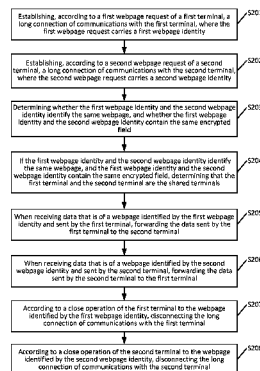 Establishing, according to a first webpage request of a first terminal, a
long connection of communications with the first terminal, where the
first webpage request carries a first webpage identity
S201
Establishing, according to a second webpage request of a second
terminal, a long connection of communications with the second terminal,
where the second webpage request carries a second webpage identity
S202
Determining whether the first webpage identity and the second webpage
identity identify the same webpage, and whether the first webpage
identity and the second webpage identity contain the same encrypted
field
S203
If the first webpage identity and the second webpage identity identify
the same webpage, and the first webpage identity and the second
webpage identity contain the same encrypted field, determining that the
first terminal and the second terminal are the shared terminals
S204
When receiving data that is of a webpage identified by the first webpage
identity and sent by the first terminal, forwarding the data sent by the
first terminal to the second terminal
S205
When receiving data that is of a webpage identified by the second
webpage identity and sent by the second terminal, forwarding the data
sent by the second terminal to the first terminal
S206
According to a close operation of the first terminal to the webpage
identified by the first webpage identity, disconnecting the long
connection of communications with the first terminal
S207
According to a close operation of the second terminal to the webpage
identified by the second webpage identity, disconnecting the long
connection of communications with the second terminal
S208